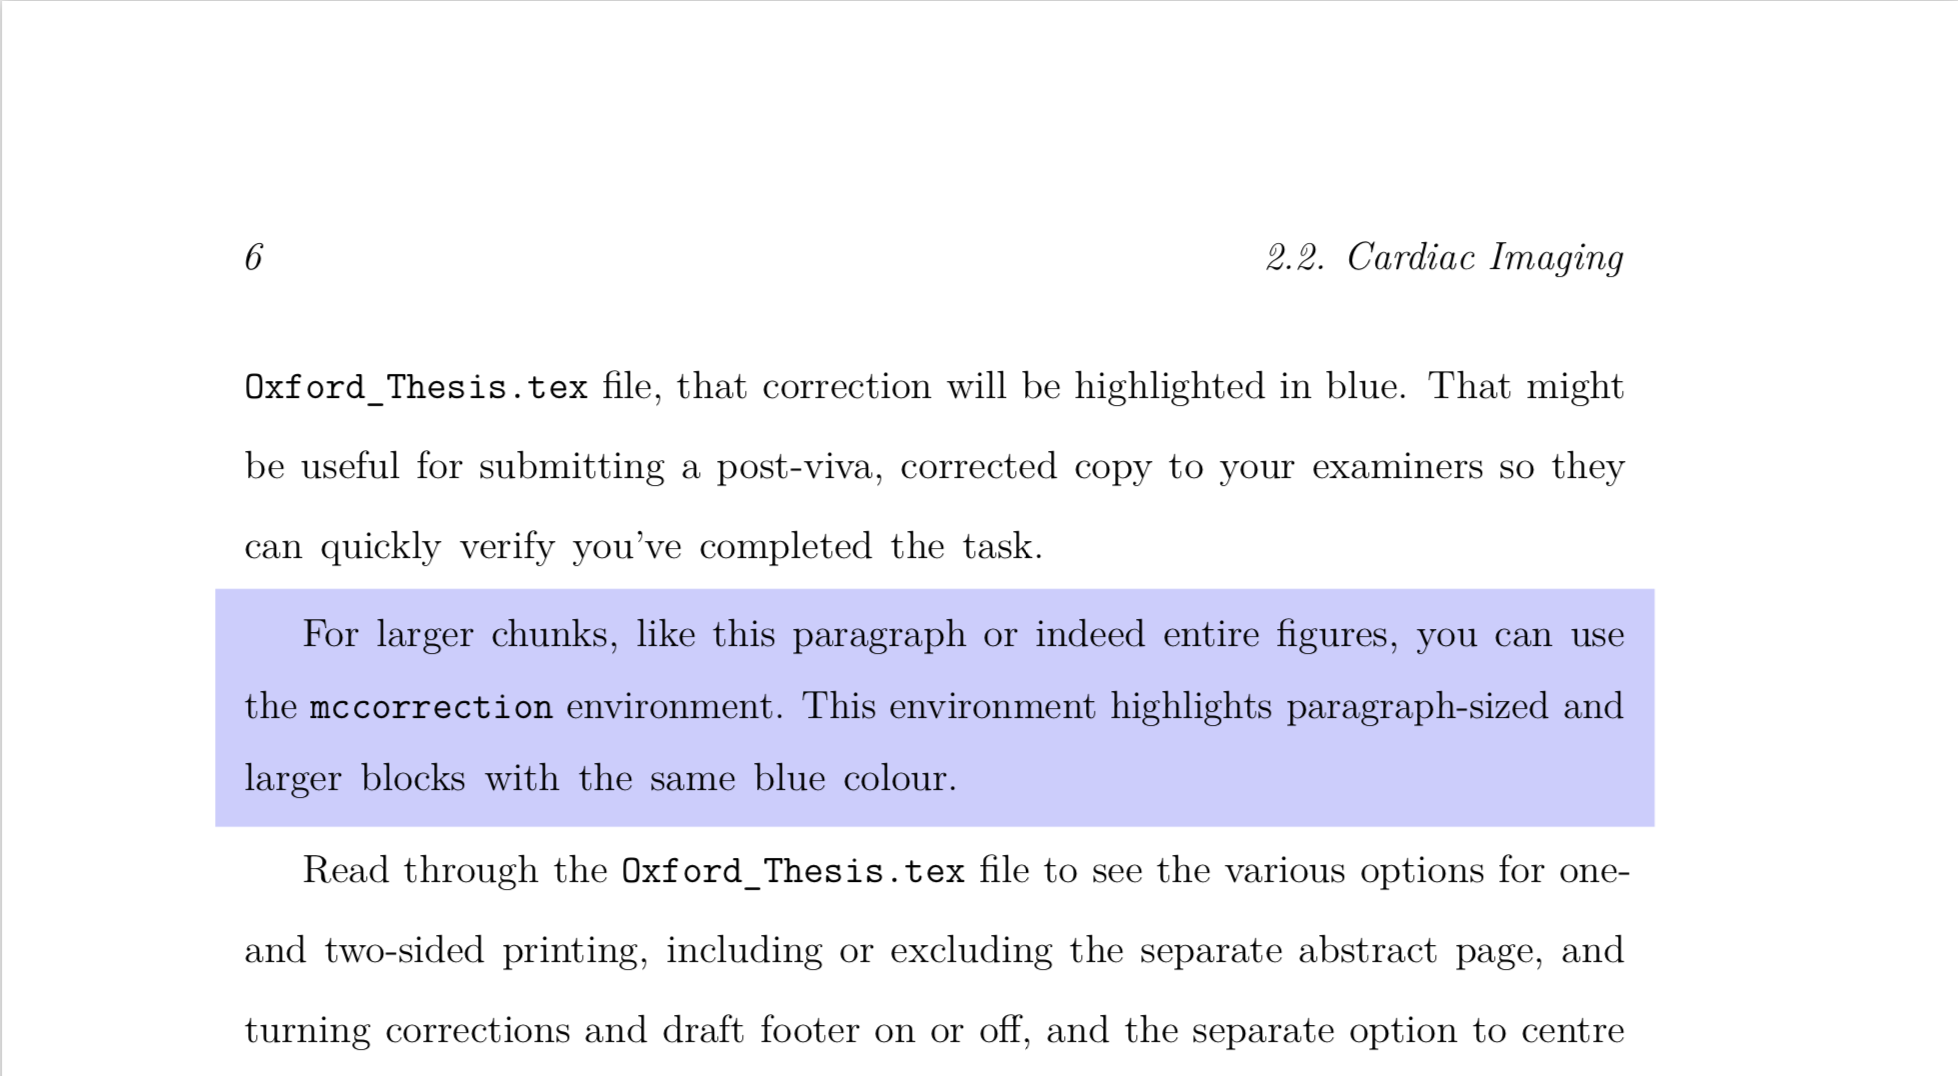 6 2.2. Cardiac Imaging
Oxford_Thesis.tex file, that correction will be highlighted in blue. That might
be useful for submitting a post-viva, corrected copy to your examiners so they
can quickly verify you've completed the task.
For larger chunks, like this paragraph or indeed entire figures, you can use
the mccorrection environment. This environment highlights paragraph-sized and
larger blocks with the same blue colour.
Read through the Oxford_Thesis.tex file to see the various options for one-
and two-sided printing, including or excluding the separate abstract page, and
turning corrections and draft footer on or off, and the separate option to centre